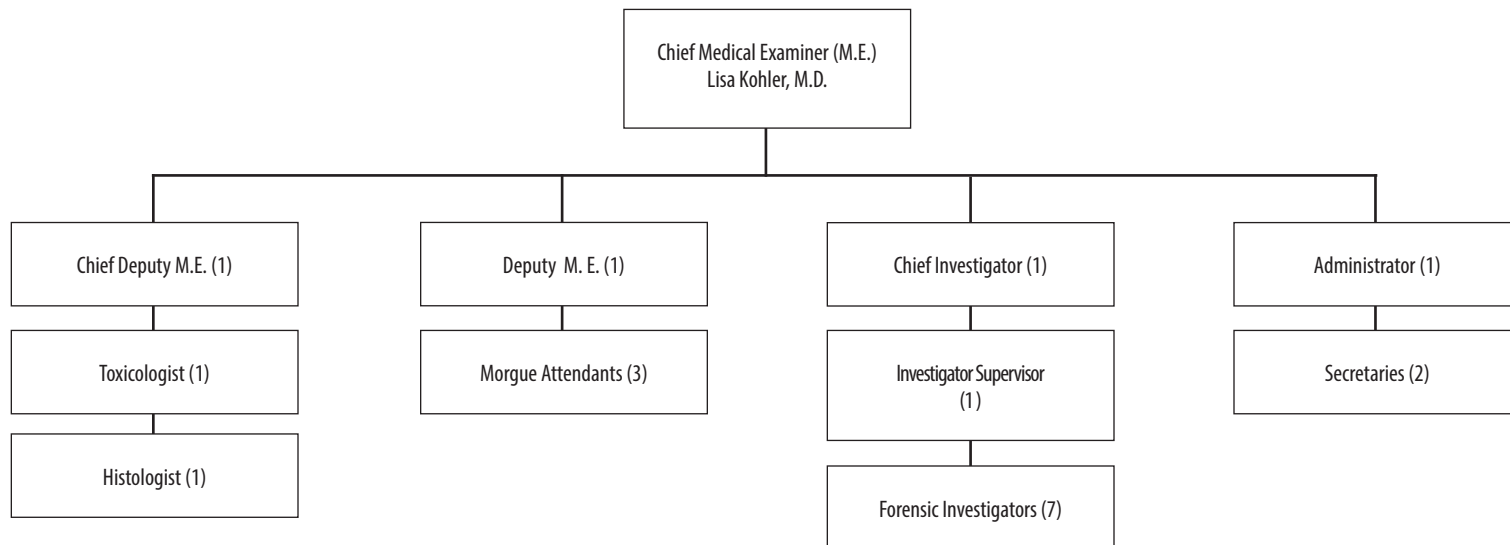 Chief Medical Examiner (M.E.)
Lisa Kohler, M.D.
Chief Deputy M.E. (1)
Deputy M. E. (1)
Chief Investigator (1)
Administrator (1)
Toxicologist (1)
Morgue Attendants (3)
Investigator Supervisor
(1)
Secretaries (2)
Histologist (1)
Forensic Investigators (7)